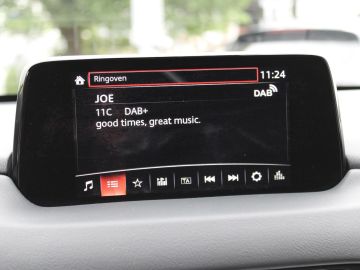 Ringoven 11:24
JOE DAB
11C DAB+
good times, great music.
TA